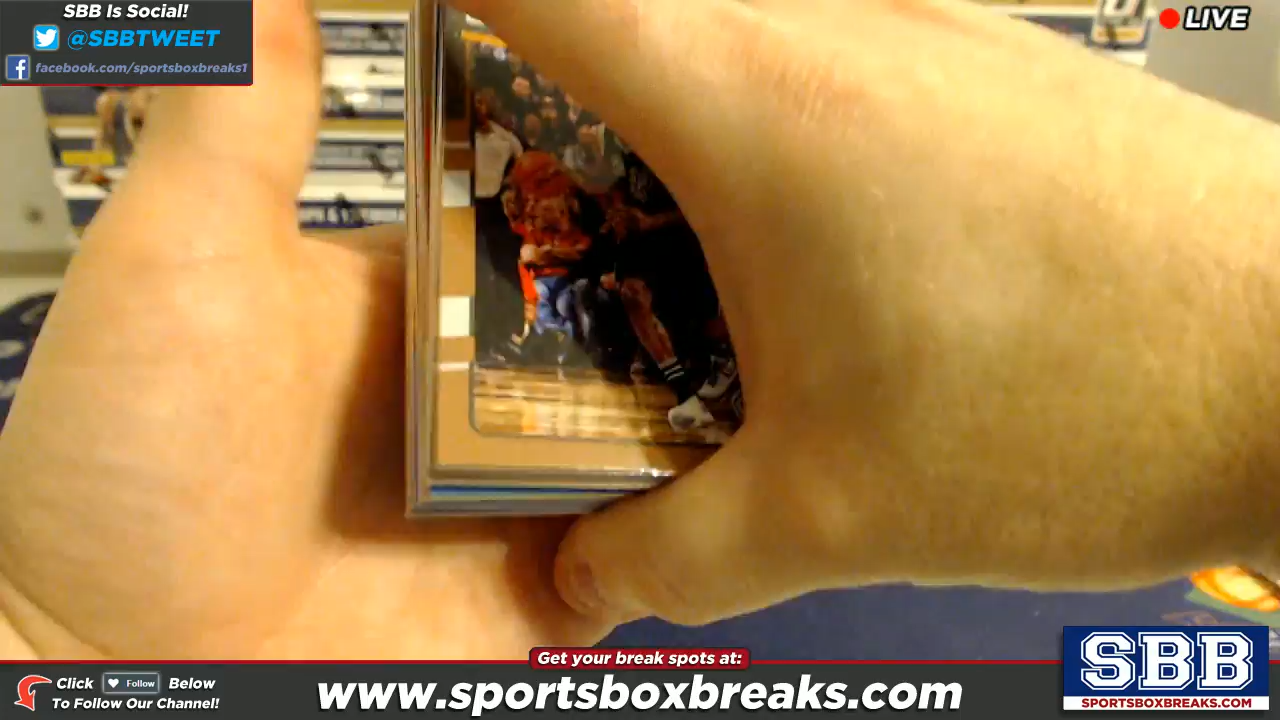 SBB Is Social!
@SBBTWEET
facebook.com/sportsboxbreaks1
LIVE
Get your break spots at:
Click Follow Below
To Follow Our Channel!
www.sportsboxbreaks.com
SBB
SPORTSBOXBREAKS.COM